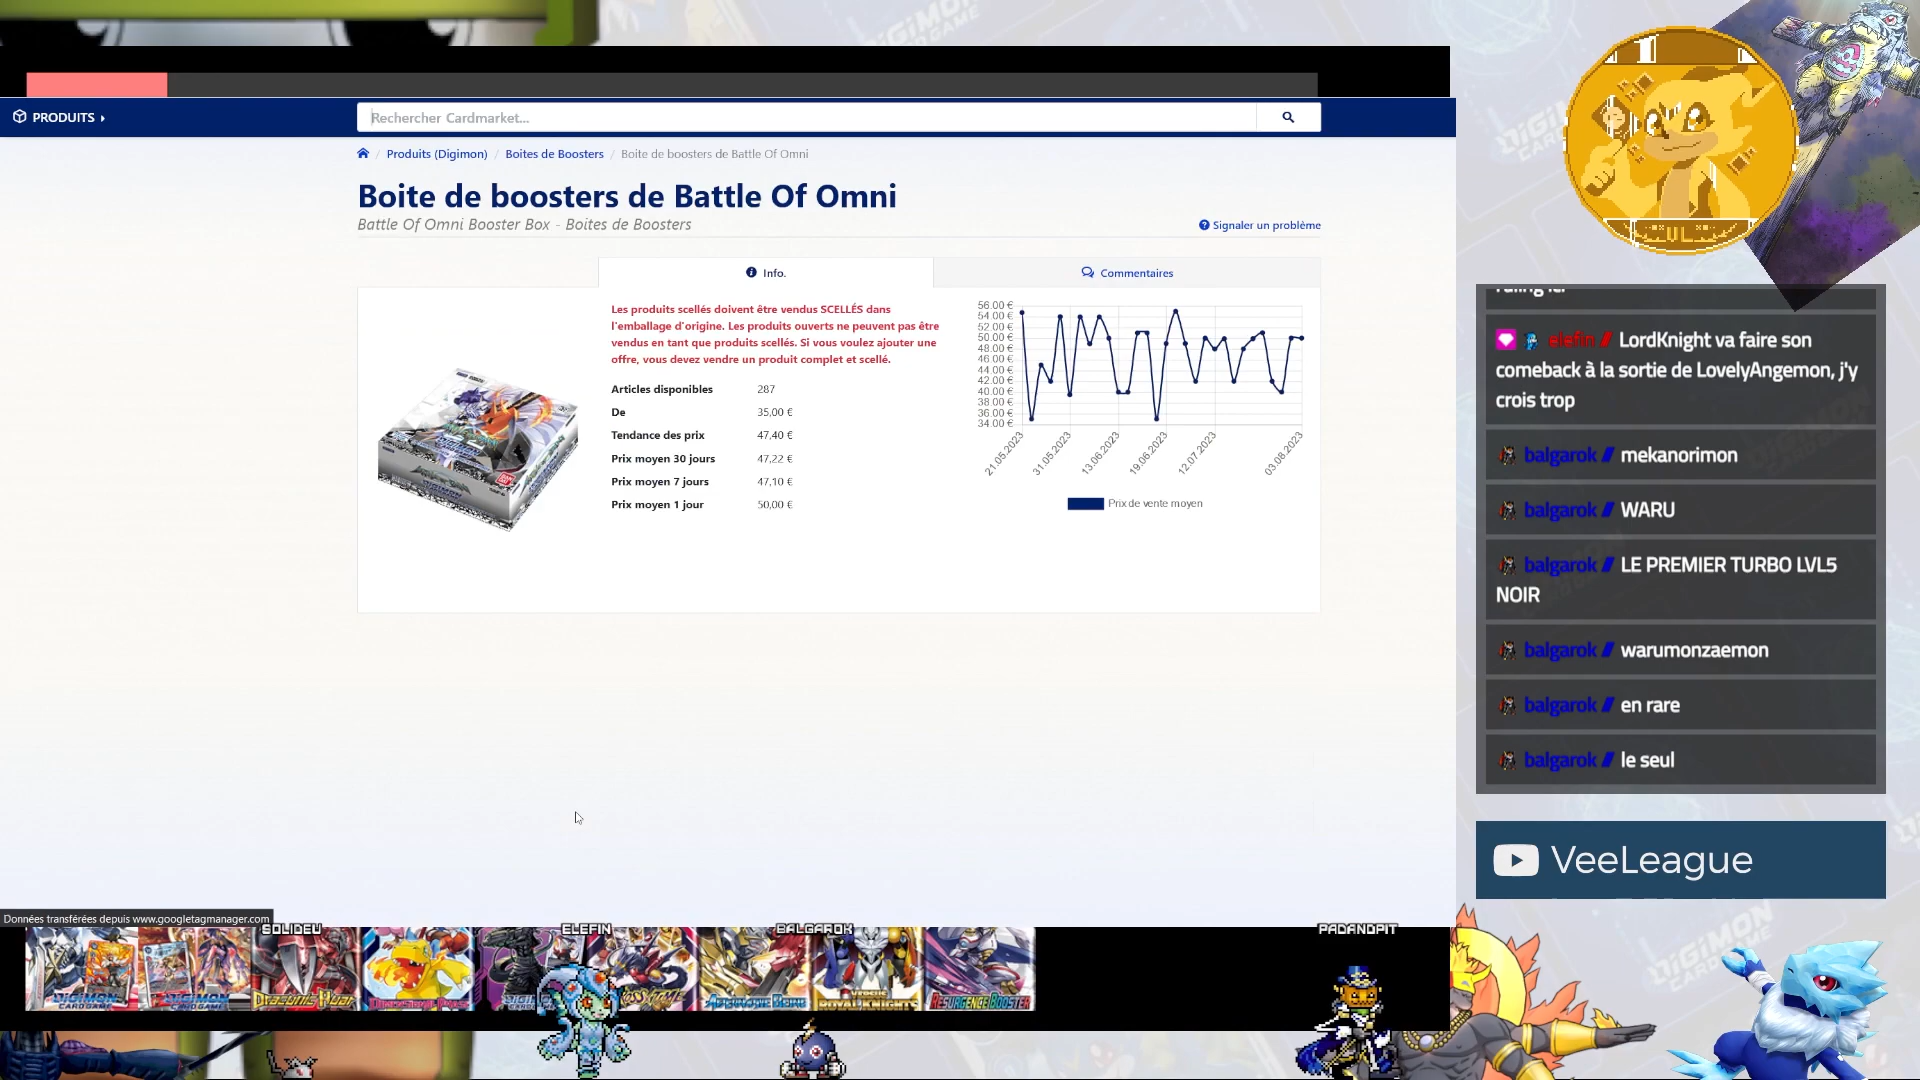 PRODUITS
Rechercher Cardmarket...
Produits (Digimon) / Boites de Boosters / Boite de boosters de Battle Of Omni
Boite de boosters de Battle Of Omni
Battle Of Omni Booster Box - Boites de Boosters
Signaler un problème
Info.
Commentaires
Les produits scellés doivent être vendus SCELLÉS dans
l'emballage d'origine. Les produits ouverts ne peuvent pas être
vendus en tant que produits scellés. Si vous voulez ajouter une
offre, vous devez vendre un produit complet et scellé.
Articles disponibles 287
De 35,00 €
Tendance des prix 47,40 €
Prix moyen 30 jours 47,22 €
Prix moyen 7 jours 47,10 €
Prix moyen 1 jour 50,00 €
56.00 €
54.00 €
52.00 €
50.00 €
48.00 €
46.00 €
44.00 €
42.00 €
40.00 €
38.00 €
36.00 €
34.00 €
21.05.2023
31.05.2023
13.06.2023
19.06.2023
12.07.2023
03.08.2023
Prix de vente moyen
elefin // LordKnight va faire son
comeback à la sortie de LovelyAngemon, j'y
crois trop
balgarok // mekanorimon
balgarok // WARU
balgarok // LE PREMIER TURBO LVL5
NOIR
balgarok // warumonzaemon
balgarok // en rare
balgarok // le seul
VeeLeague
Données transférées depuis www.googletagmanager.com
SOLIDEU
ELEFIN
BALGAROK
PADANDPIT
RESURGENCE BOOSTER